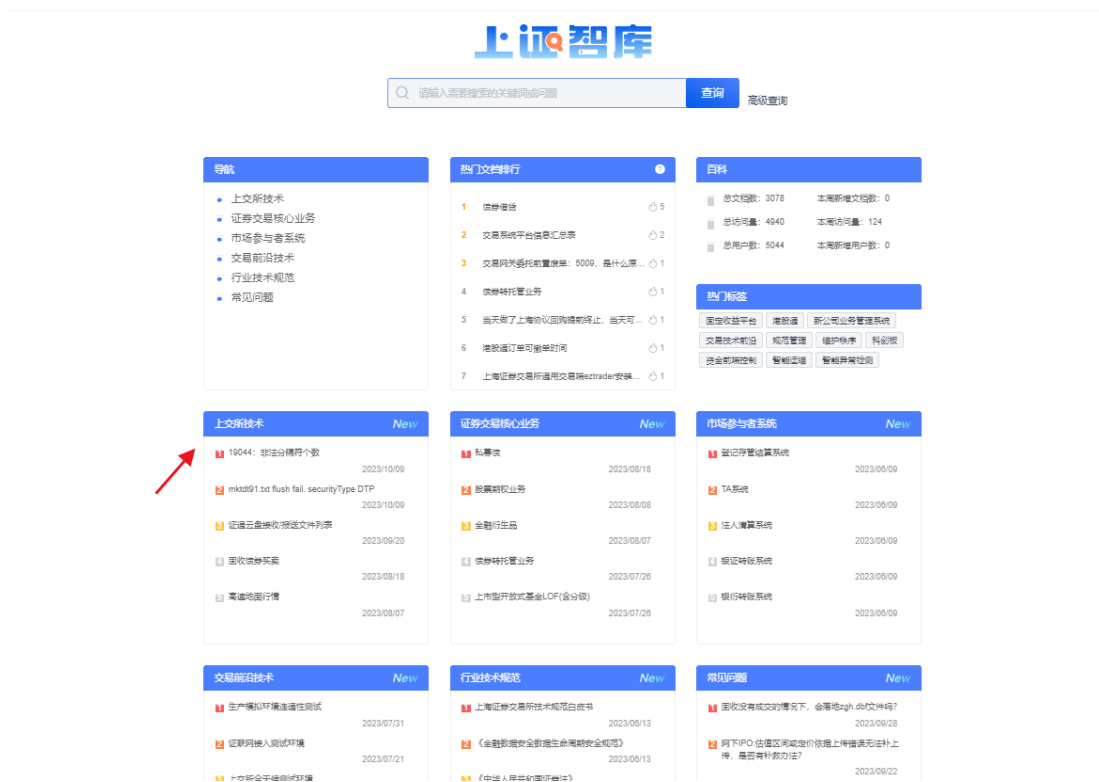 上证智库
请输入需要搜索的关键词或问题
查询
高级查询
导航
上交所技术
证券交易核心业务
市场参与者系统
交易前沿技术
行业技术规范
常见问题
热门文档排行
?
1 债券借贷 5
2 交易系统平台信息汇总表 2
3 交易网关委托前置废单：5009，是什么原... 1
4 债券转托管业务 1
5 当天做了上海协议回购提前终止，当天可... 1
6 港股通订单可撤单时间 1
7 上海证券交易所通用交易端eztrader安装... 1
百科
总文档数：3078 本周新增文档数：0
总访问量：4940 本周访问量：124
总用户数：5044 本周新增用户数：0
热门标签
固定收益平台 港股通 新公司业务管理系统
交易技术前沿 规范管理 维护秩序 科创板
资金前端控制 智能运维 智能异常检测
上交所技术 New
1 19044：非法分隔符个数
2023/10/09
2 mktdt91.txt flush fail. securityType DTP
2023/10/09
3 证通云盘接收/报送文件列表
2023/09/20
4 固收债券买卖
2023/08/18
5 高速地面行情
2023/08/07
证券交易核心业务 New
1 私募债
2023/08/18
2 股票期权业务
2023/08/08
3 金融衍生品
2023/08/07
4 债券转托管业务
2023/07/26
5 上市型开放式基金LOF(含分级)
2023/07/26
市场参与者系统 New
1 登记存管结算系统
2023/06/09
2 TA系统
2023/06/09
3 法人清算系统
2023/06/09
4 银证转账系统
2023/06/09
5 银衍转账系统
2023/06/09
交易前沿技术 New
1 生产模拟环境连通性测试
2023/07/31
2 证联网接入测试环境
2023/07/21
3 上交所全天候测试环境
行业技术规范 New
1 上海证券交易所技术规范白皮书
2023/06/13
2 《金融数据安全数据生命周期安全规范》
2023/06/13
3 《中华人民共和国证券法》
常见问题 New
1 固收没有成交的情况下，会落地zgh.dbf文件吗？
2023/09/28
2 网下IPO:估值区间或定价依据上传错误无法补上
传，是否有补救办法？
2023/09/22